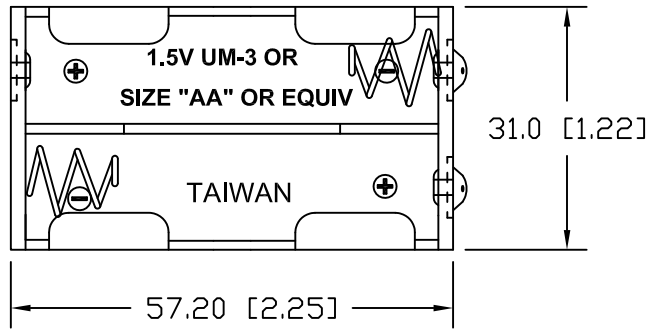 1.5V UM-3 OR
SIZE "AA" OR EQUIV
31.0 [1.22]
TAIWAN
57.20 [2.25]